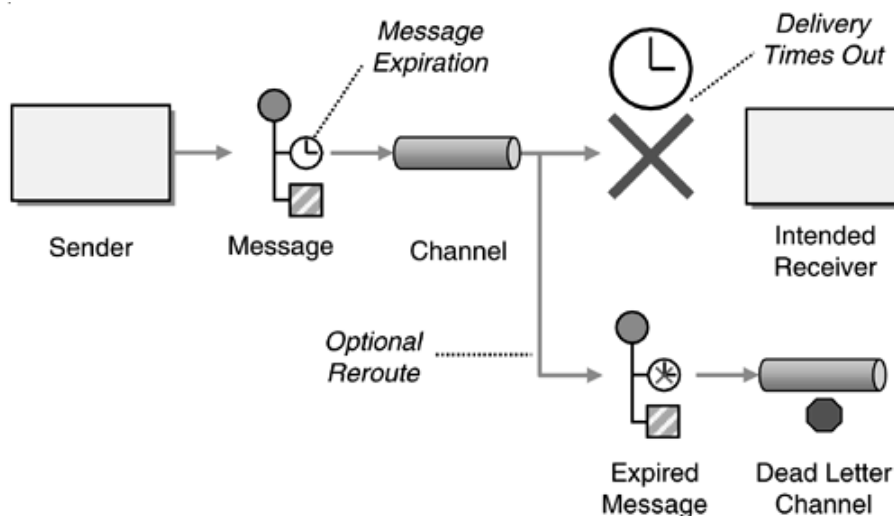 Message
Expiration
Delivery
Times Out
Sender
Message
Channel
Intended
Receiver
Optional
Reroute
Expired
Message
Dead Letter
Channel